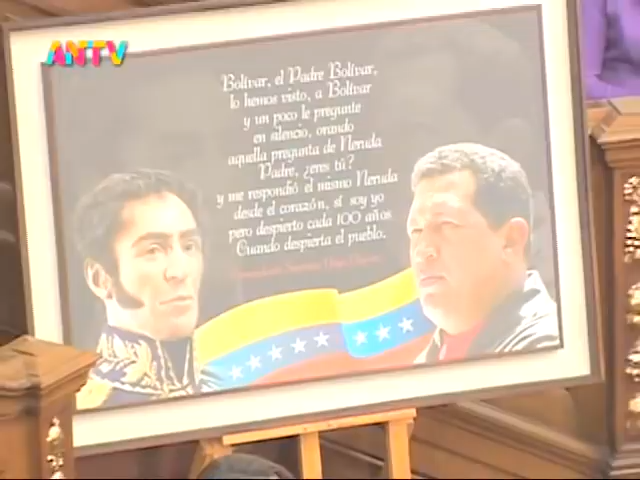 ANTV
Bolívar, el Padre Bolívar,
lo hemos visto, a Bolívar
y un poco le pregunte
en silencio, orando
aquella pregunta de Neruda
Padre, ¿eres tú?
y me respondió el mismo Neruda
desde el corazón, sí soy yo
pero despierto cada 100 años
Cuando despierta el pueblo.